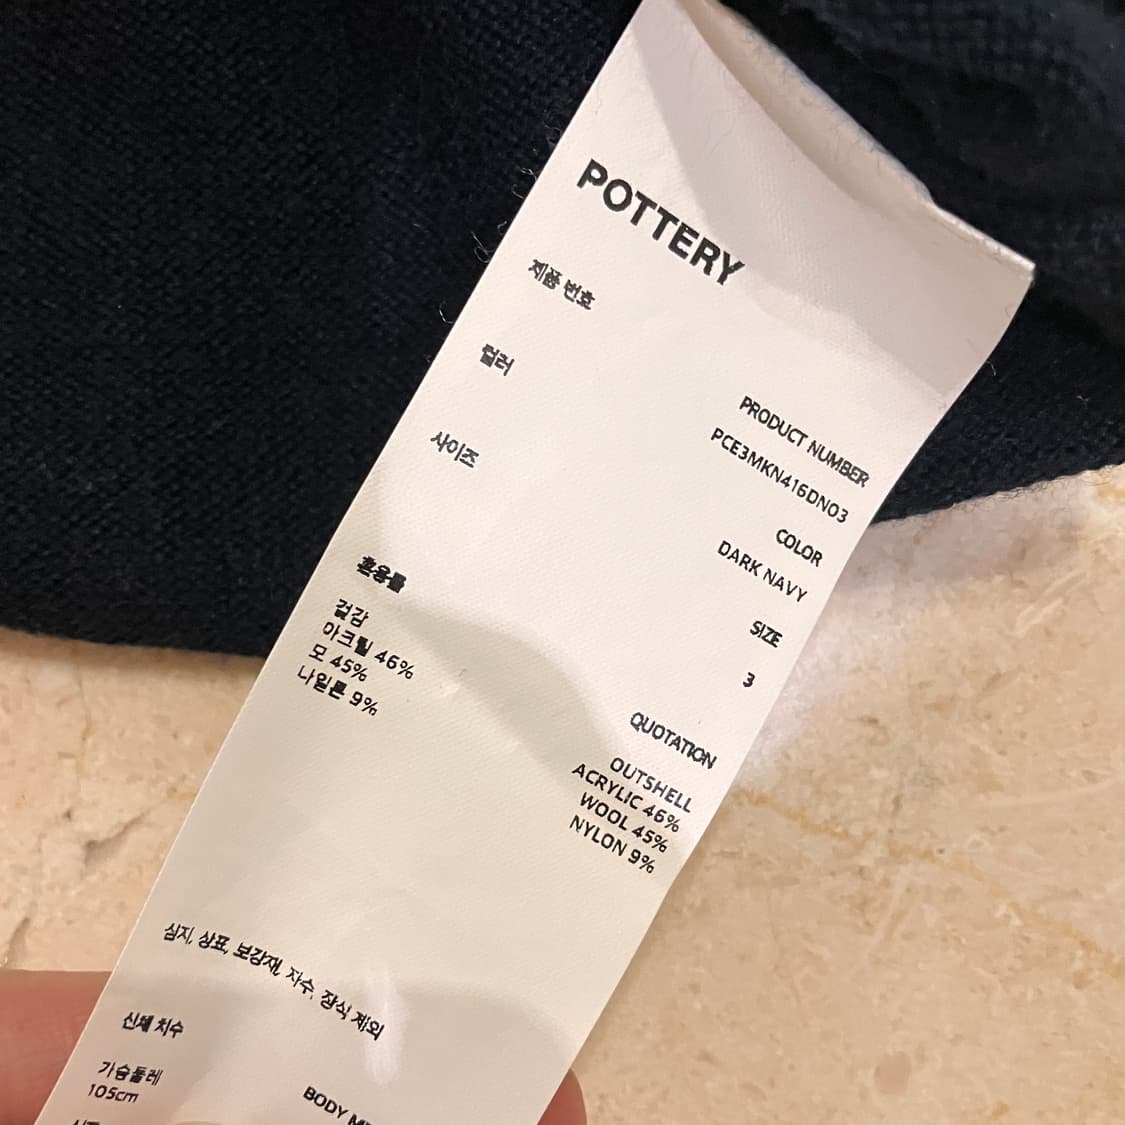 POTTERY
제품 번호
PRODUCT NUMBER
PCE3MKN416DN03
컬러
COLOR
DARK NAVY
사이즈
SIZE
3
혼용률
QUOTATION
겉감
아크릴 46%
모 45%
나일론 9%
OUTSHELL
ACRYLIC 46%
WOOL 45%
NYLON 9%
심지, 상표, 보강재, 자수, 장식 제외
신체 치수
BODY
가슴둘레
105cm